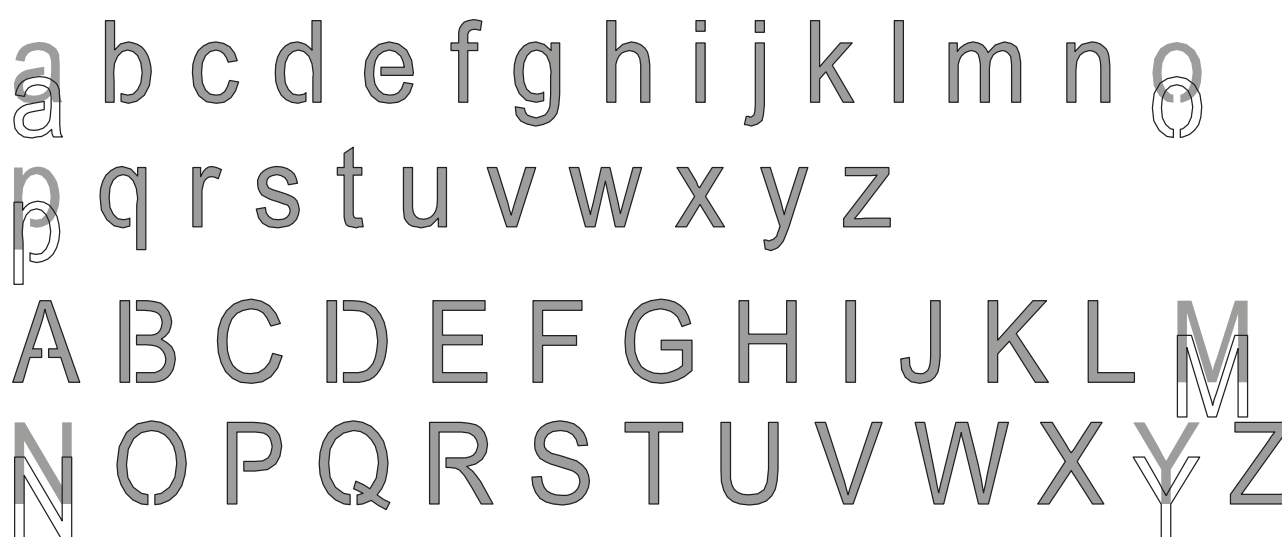 a b c d e f g h i j k l m n o
p q r s t u v w x y z
A B C D E F G H I J K L M
N O P Q R S T U V W X Y Z